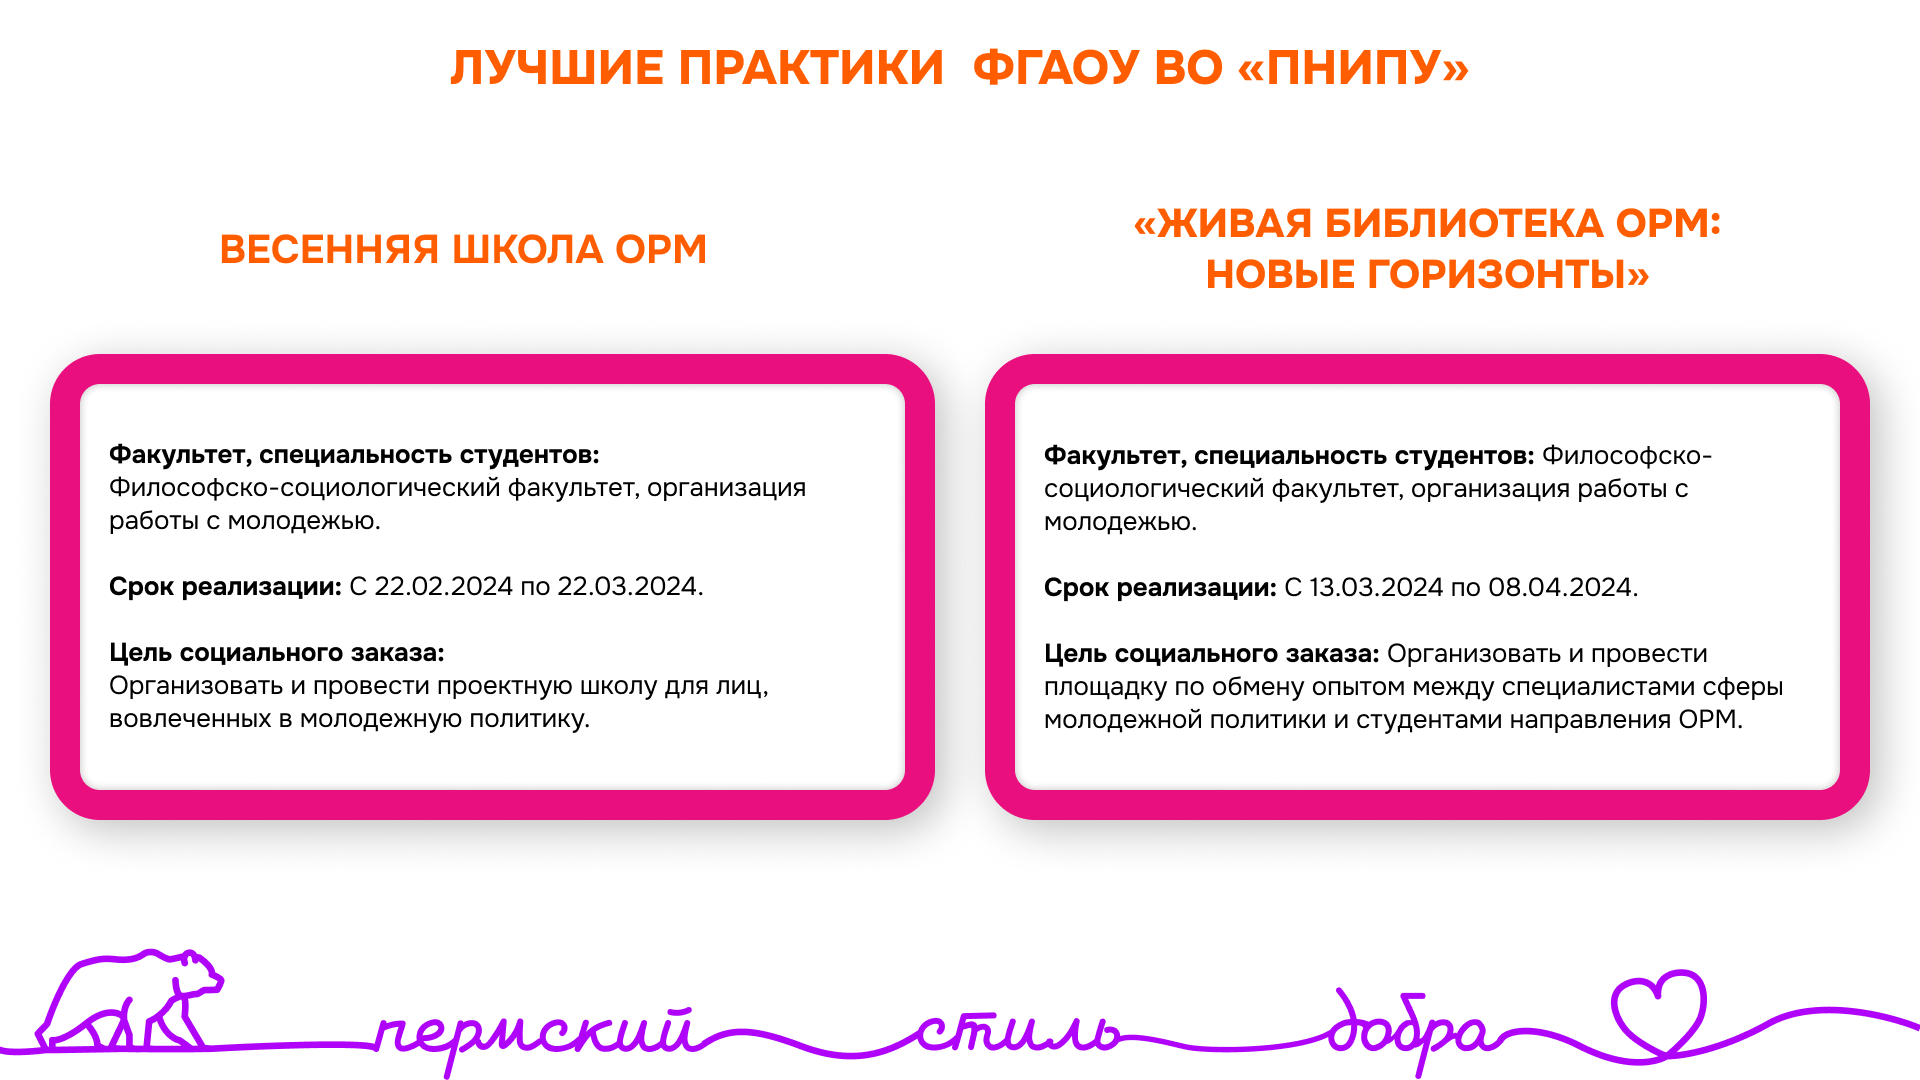 ЛУЧШИЕ ПРАКТИКИ  ФГАОУ ВО «ПНИПУ»
ВЕСЕННЯЯ ШКОЛА ОРМ
Факультет, специальность студентов:
Философско-социологический факультет, организация
работы с молодежью.
Срок реализации: С 22.02.2024 по 22.03.2024.
Цель социального заказа:
Организовать и провести проектную школу для лиц,
вовлеченных в молодежную политику.
«ЖИВАЯ БИБЛИОТЕКА ОРМ:
НОВЫЕ ГОРИЗОНТЫ»
Факультет, специальность студентов: Философско-
социологический факультет, организация работы с
молодежью.
Срок реализации: С 13.03.2024 по 08.04.2024.
Цель социального заказа: Организовать и провести
площадку по обмену опытом между специалистами сферы
молодежной политики и студентами направления ОРМ.
пермский стиль добра